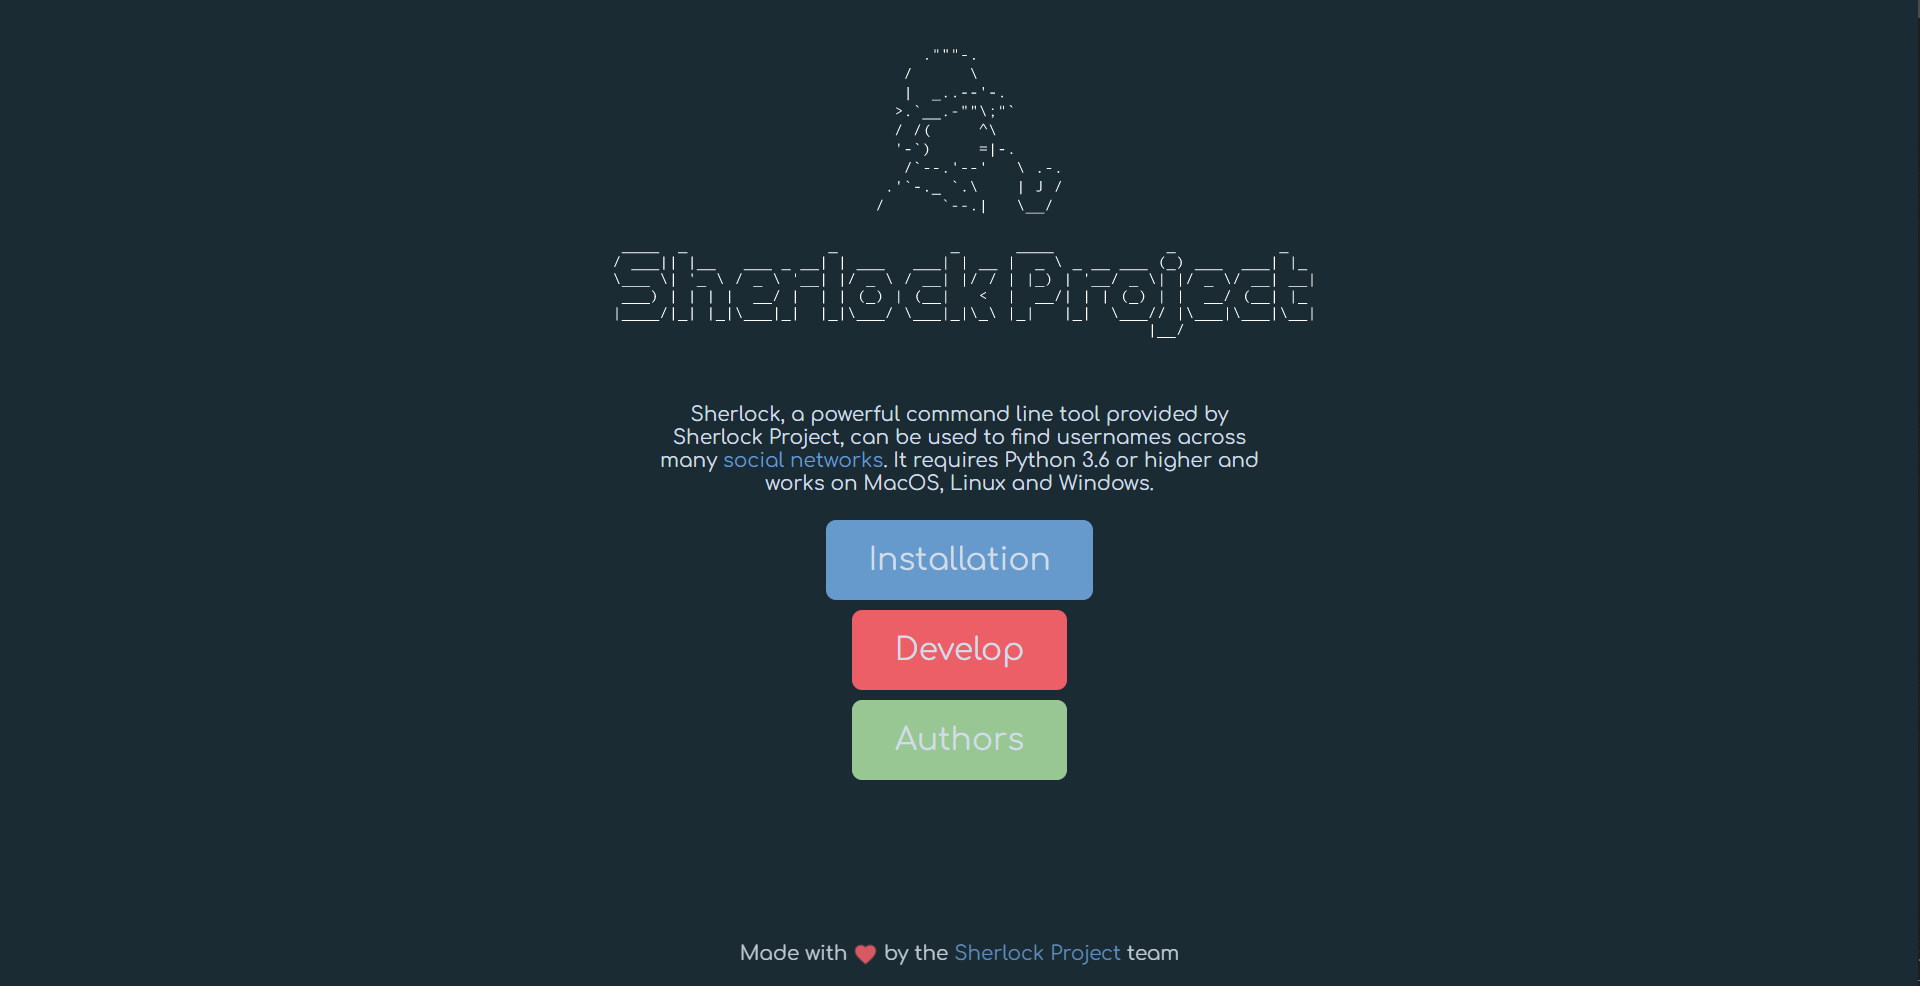 Sherlock Project
Sherlock, a powerful command line tool provided by
Sherlock Project, can be used to find usernames across
many social networks. It requires Python 3.6 or higher and
works on MacOS, Linux and Windows.
Installation
Develop
Authors
Made with ❤ by the Sherlock Project team